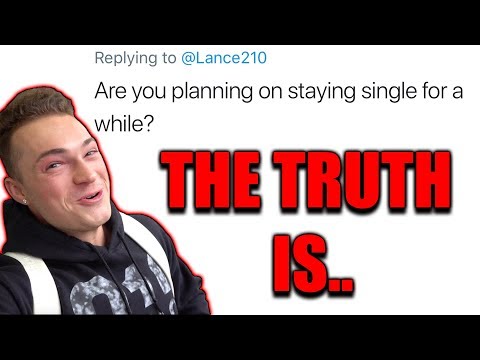 Replying to @Lance210
Are you planning on staying single for a
while?
THE TRUTH
IS..